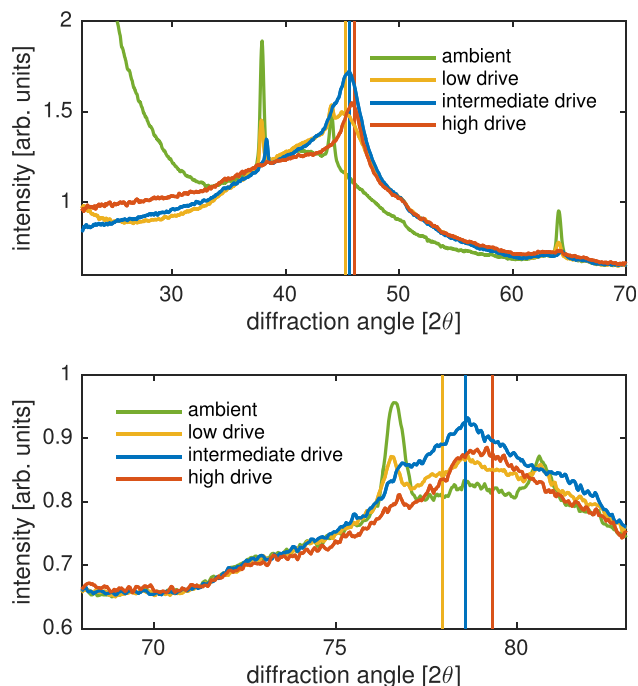 2
1.5
1
intensity [arb. units]
ambient
low drive
intermediate drive
high drive
30
40
50
60
70
diffraction angle [2θ]
1
0.9
0.8
0.7
0.6
intensity [arb. units]
ambient
low drive
intermediate drive
high drive
70
75
80
diffraction angle [2θ]